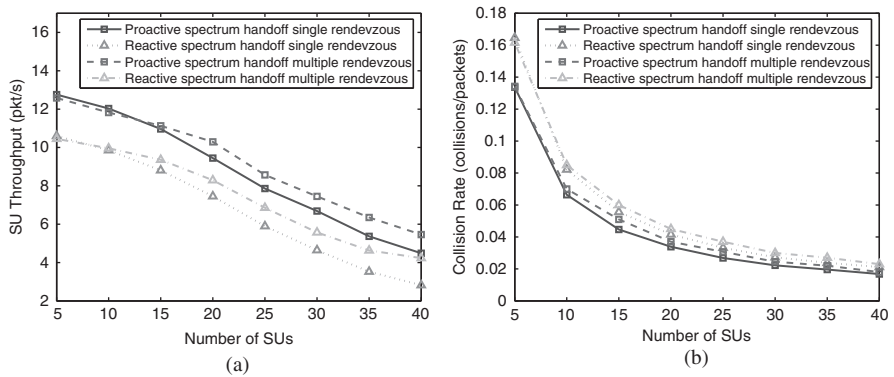 Proactive spectrum handoff single rendevzous
Reactive spectrum handoff single rendevzous
Proactive spectrum handoff multiple rendevzous
Reactive spectrum handoff multiple rendevzous
SU Throughput (pkt/s)
16
14
12
10
8
6
4
2
5 10 15 20 25 30 35 40
Number of SUs
(a)
Proactive spectrum handoff single rendevzous
Reactive spectrum handoff single rendevzous
Proactive spectrum handoff multiple rendevzous
Reactive spectrum handoff multiple rendevzous
Collision Rate (collisions/packets)
0.18
0.16
0.14
0.12
0.1
0.08
0.06
0.04
0.02
0
5 10 15 20 25 30 35 40
Number of SUs
(b)